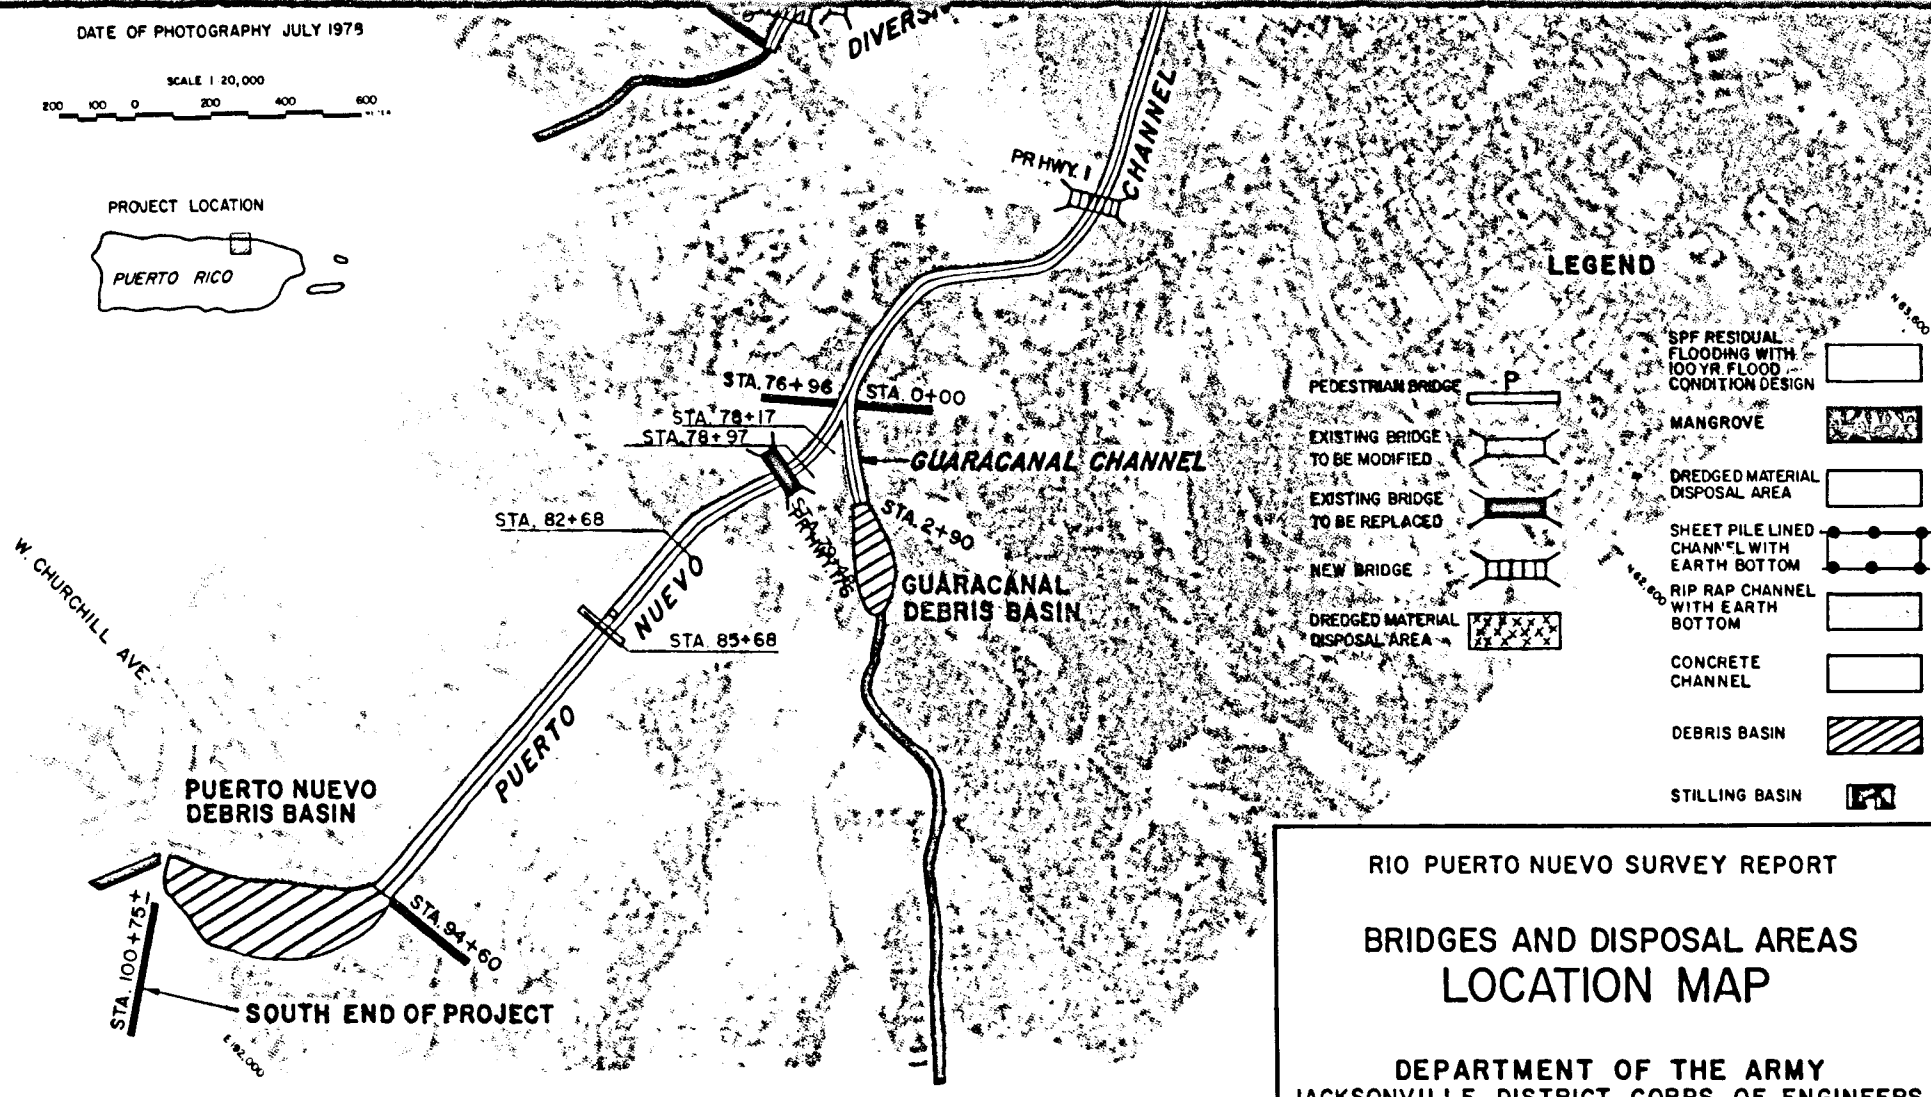 DATE OF PHOTOGRAPHY JULY 1978
SCALE 1 20,000
200 100 0 200 400 600
METER
PROJECT LOCATION
PUERTO RICO
CHANNEL
PR HWY. 1
STA. 76+96
STA. 0+00
STA. 78+17
STA. 78+97
GUARACANAL CHANNEL
STA. 82+68
STA. 2+90
GUARACANAL
DEBRIS BASIN
NUEVO
STA. 85+68
W. CHURCHILL AVE.
PUERTO
PUERTO NUEVO
DEBRIS BASIN
STA. 94+60
STA. 100+75±
SOUTH END OF PROJECT
E 192,000
LEGEND
N 63,600
N 62,800
PEDESTRIAN BRIDGE
P
EXISTING BRIDGE
TO BE MODIFIED
EXISTING BRIDGE
TO BE REPLACED
NEW BRIDGE
DREDGED MATERIAL
DISPOSAL AREA
SPF RESIDUAL
FLOODING WITH
100 YR. FLOOD
CONDITION DESIGN
MANGROVE
DREDGED MATERIAL
DISPOSAL AREA
SHEET PILE LINED
CHANNEL WITH
EARTH BOTTOM
RIP RAP CHANNEL
WITH EARTH
BOTTOM
CONCRETE
CHANNEL
DEBRIS BASIN
STILLING BASIN
RIO PUERTO NUEVO SURVEY REPORT
BRIDGES AND DISPOSAL AREAS
LOCATION MAP
DEPARTMENT OF THE ARMY
JACKSONVILLE DISTRICT CORPS OF ENGINEERS